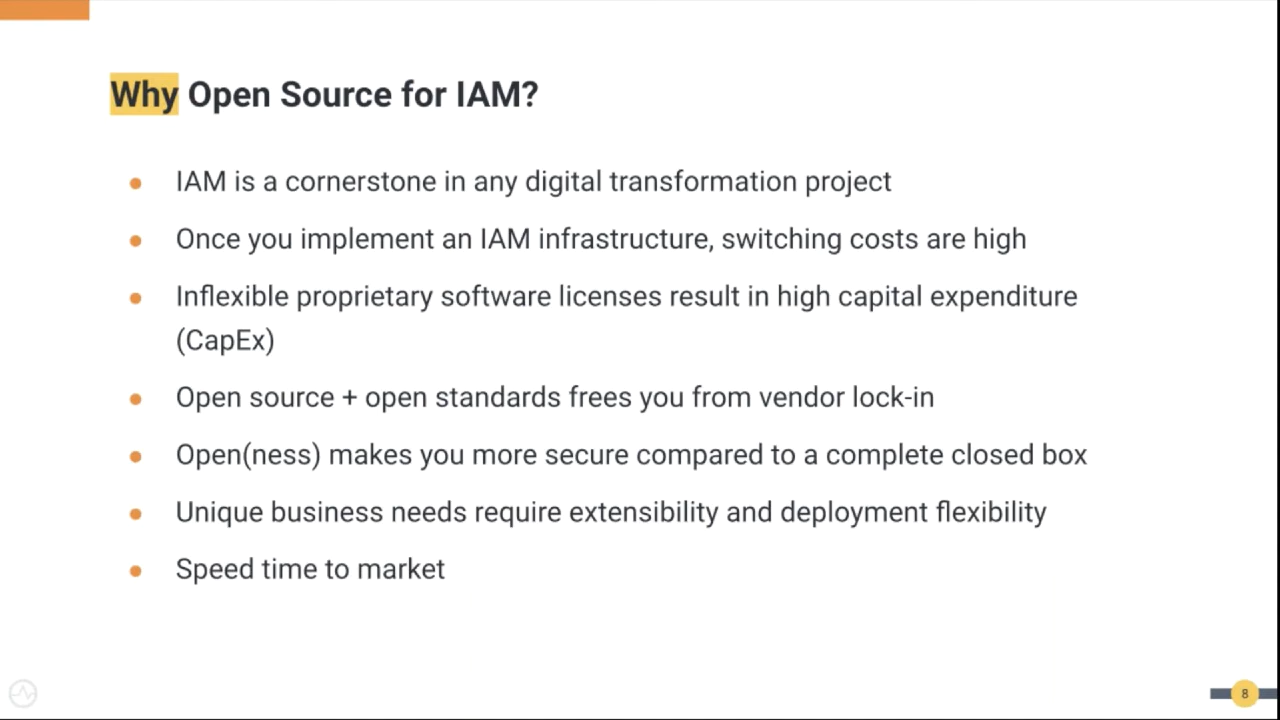 Why Open Source for IAM?
IAM is a cornerstone in any digital transformation project
Once you implement an IAM infrastructure, switching costs are high
Inflexible proprietary software licenses result in high capital expenditure
(CapEx)
Open source + open standards frees you from vendor lock-in
Open(ness) makes you more secure compared to a complete closed box
Unique business needs require extensibility and deployment flexibility
Speed time to market
8